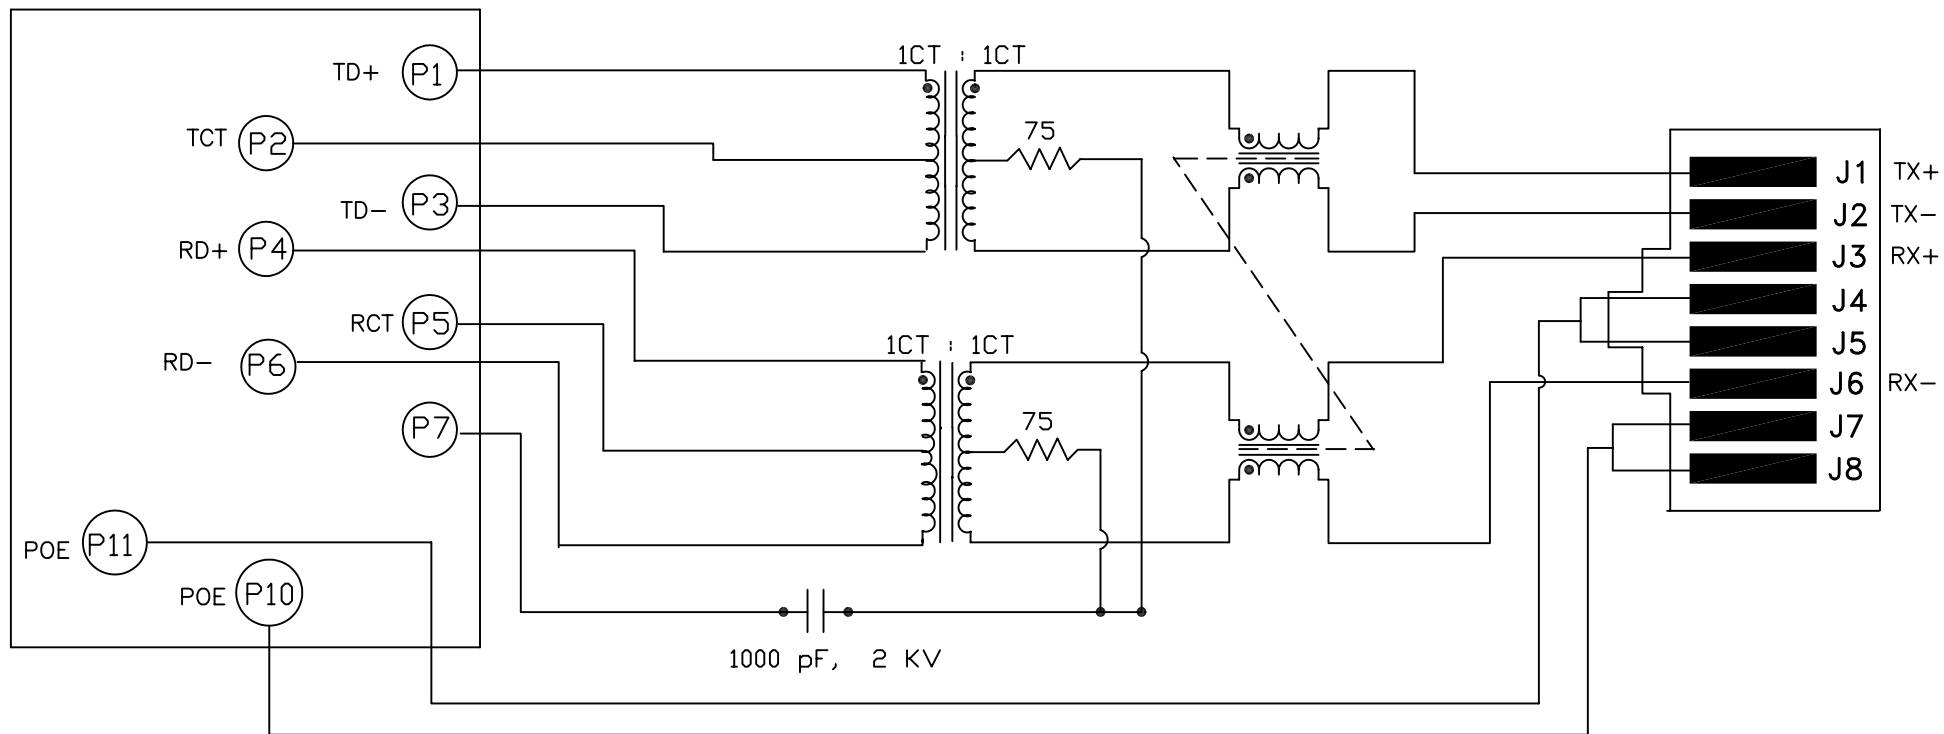 1CT : 1CT
TD+ P1
75
TCT P2
J1 TX+
TD- P3
J2 TX-
RD+ P4
J3 RX+
J4
RCT P5
1CT : 1CT
J5
RD- P6
J6 RX-
75
P7
J7
J8
POE P11
POE P10
1000 pF, 2 KV